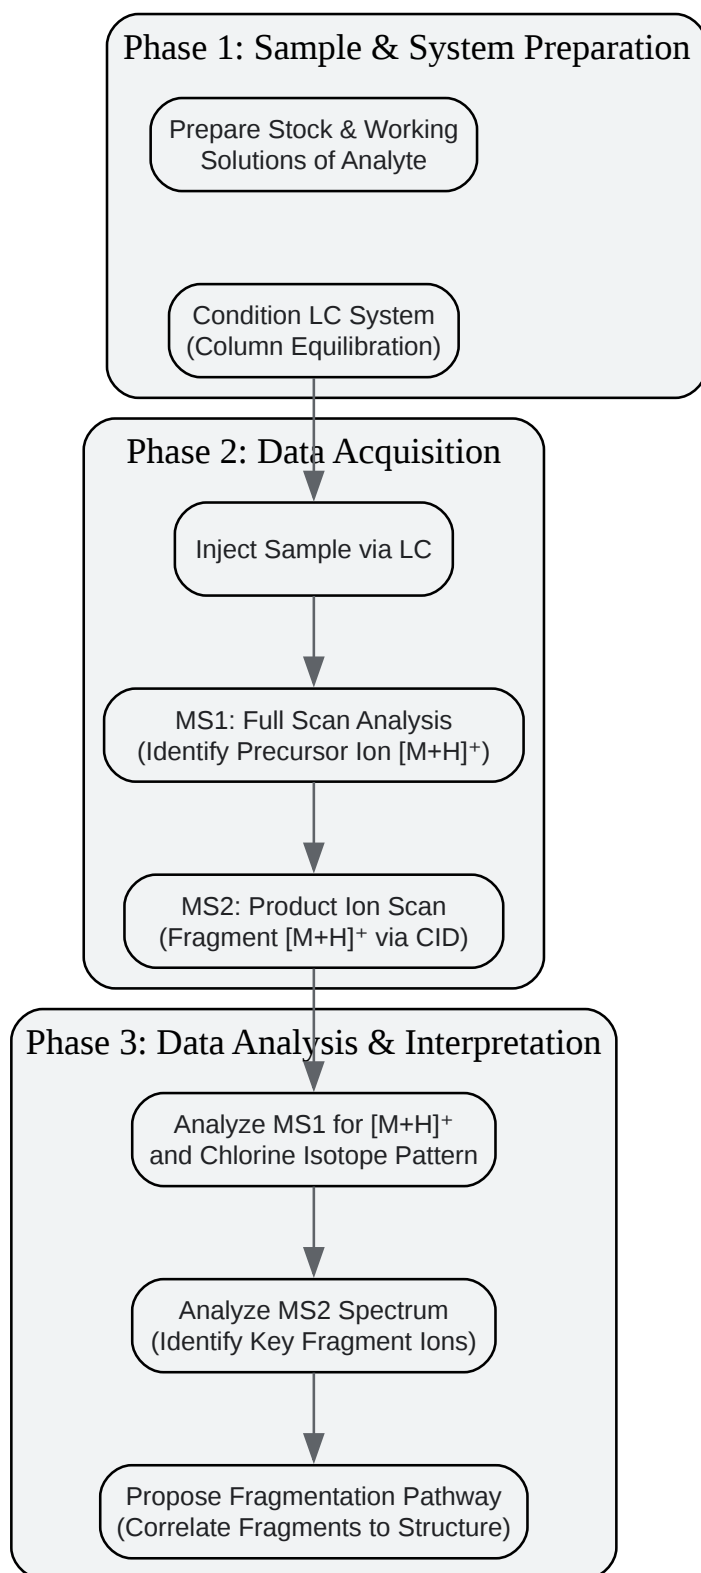 Phase 1: Sample & System Preparation
Prepare Stock & Working
Solutions of Analyte
Condition LC System
(Column Equilibration)
Phase 2: Data Acquisition
Inject Sample via LC
MS1: Full Scan Analysis
(Identify Precursor Ion [M+H]⁺)
MS2: Product Ion Scan
(Fragment [M+H]⁺ via CID)
Phase 3: Data Analysis & Interpretation
Analyze MS1 for [M+H]⁺
and Chlorine Isotope Pattern
Analyze MS2 Spectrum
(Identify Key Fragment Ions)
Propose Fragmentation Pathway
(Correlate Fragments to Structure)